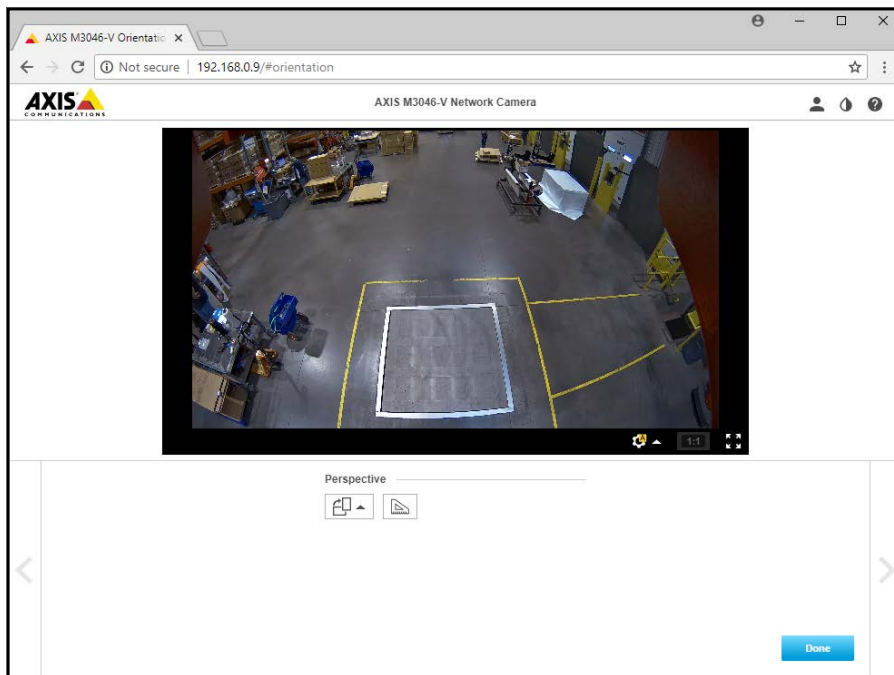 AXIS M3046-V Orientatic
Not secure | 192.168.0.9/#orientation
AXIS
COMMUNICATIONS
AXIS M3046-V Network Camera
1:1
Perspective
Done